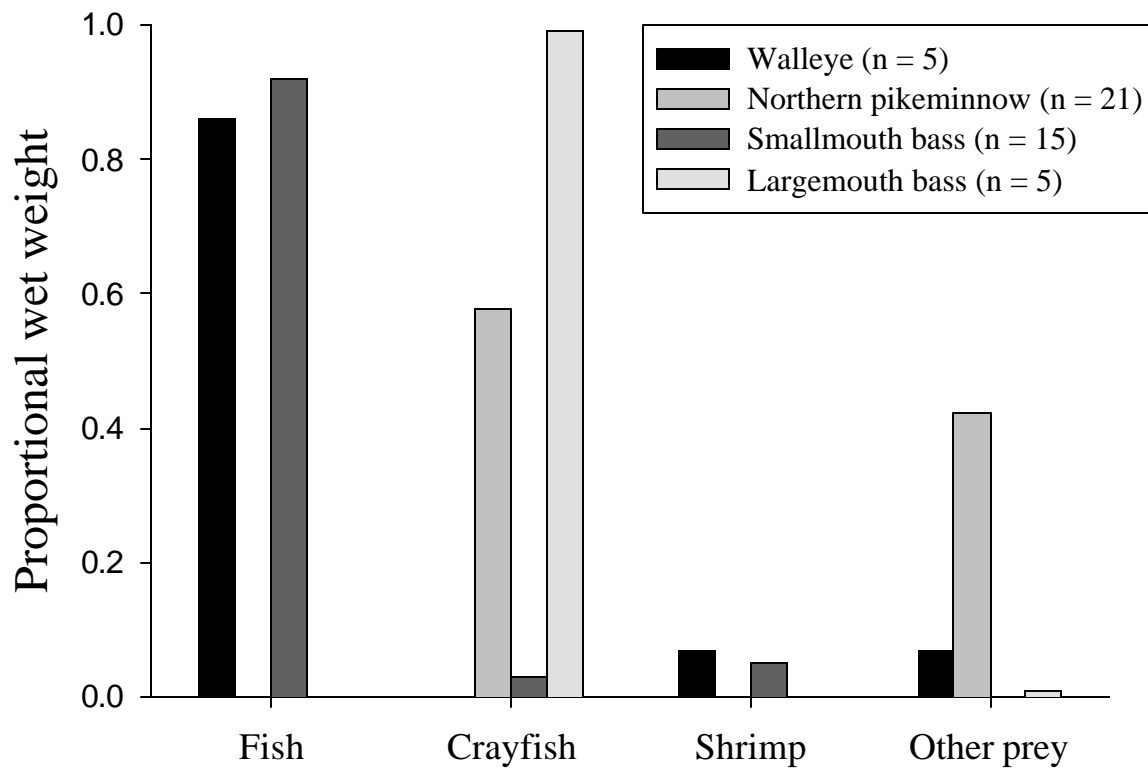 Proportional wet weight
1.0
0.8
0.6
0.4
0.2
0.0
Walleye (n = 5)
Northern pikeminnow (n = 21)
Smallmouth bass (n = 15)
Largemouth bass (n = 5)
Fish
Crayfish
Shrimp
Other prey